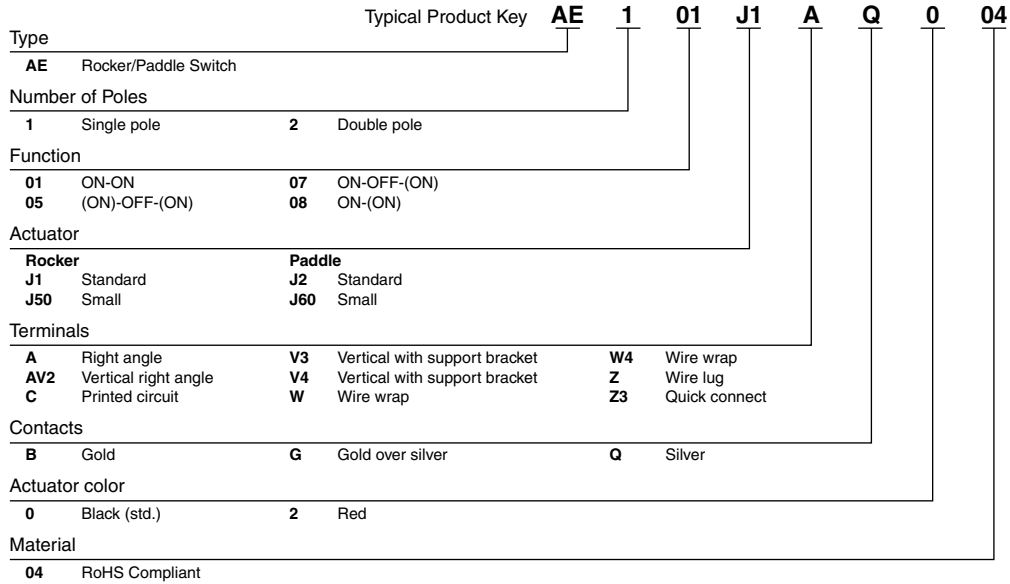 Typical Product Key AE 1 01 J1 A Q 0 04
Type
AE Rocker/Paddle Switch
Number of Poles
1 Single pole 2 Double pole
Function
01 ON-ON 07 ON-OFF-(ON)
05 (ON)-OFF-(ON) 08 ON-(ON)
Actuator
Rocker Paddle
J1 Standard J2 Standard
J50 Small J60 Small
Terminals
A Right angle V3 Vertical with support bracket W4 Wire wrap
AV2 Vertical right angle V4 Vertical with support bracket Z Wire lug
C Printed circuit W Wire wrap Z3 Quick connect
Contacts
B Gold G Gold over silver Q Silver
Actuator color
0 Black (std.) 2 Red
Material
04 RoHS Compliant